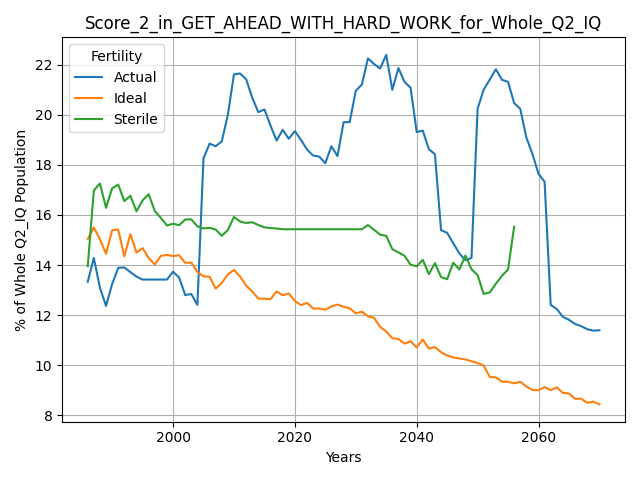 Score_2_in_GET_AHEAD_WITH_HARD_WORK_for_Whole_Q2_IQ
Fertility
Actual
Ideal
Sterile
% of Whole Q2_IQ Population
22
20
18
16
14
12
10
8
2000
2020
2040
2060
Years